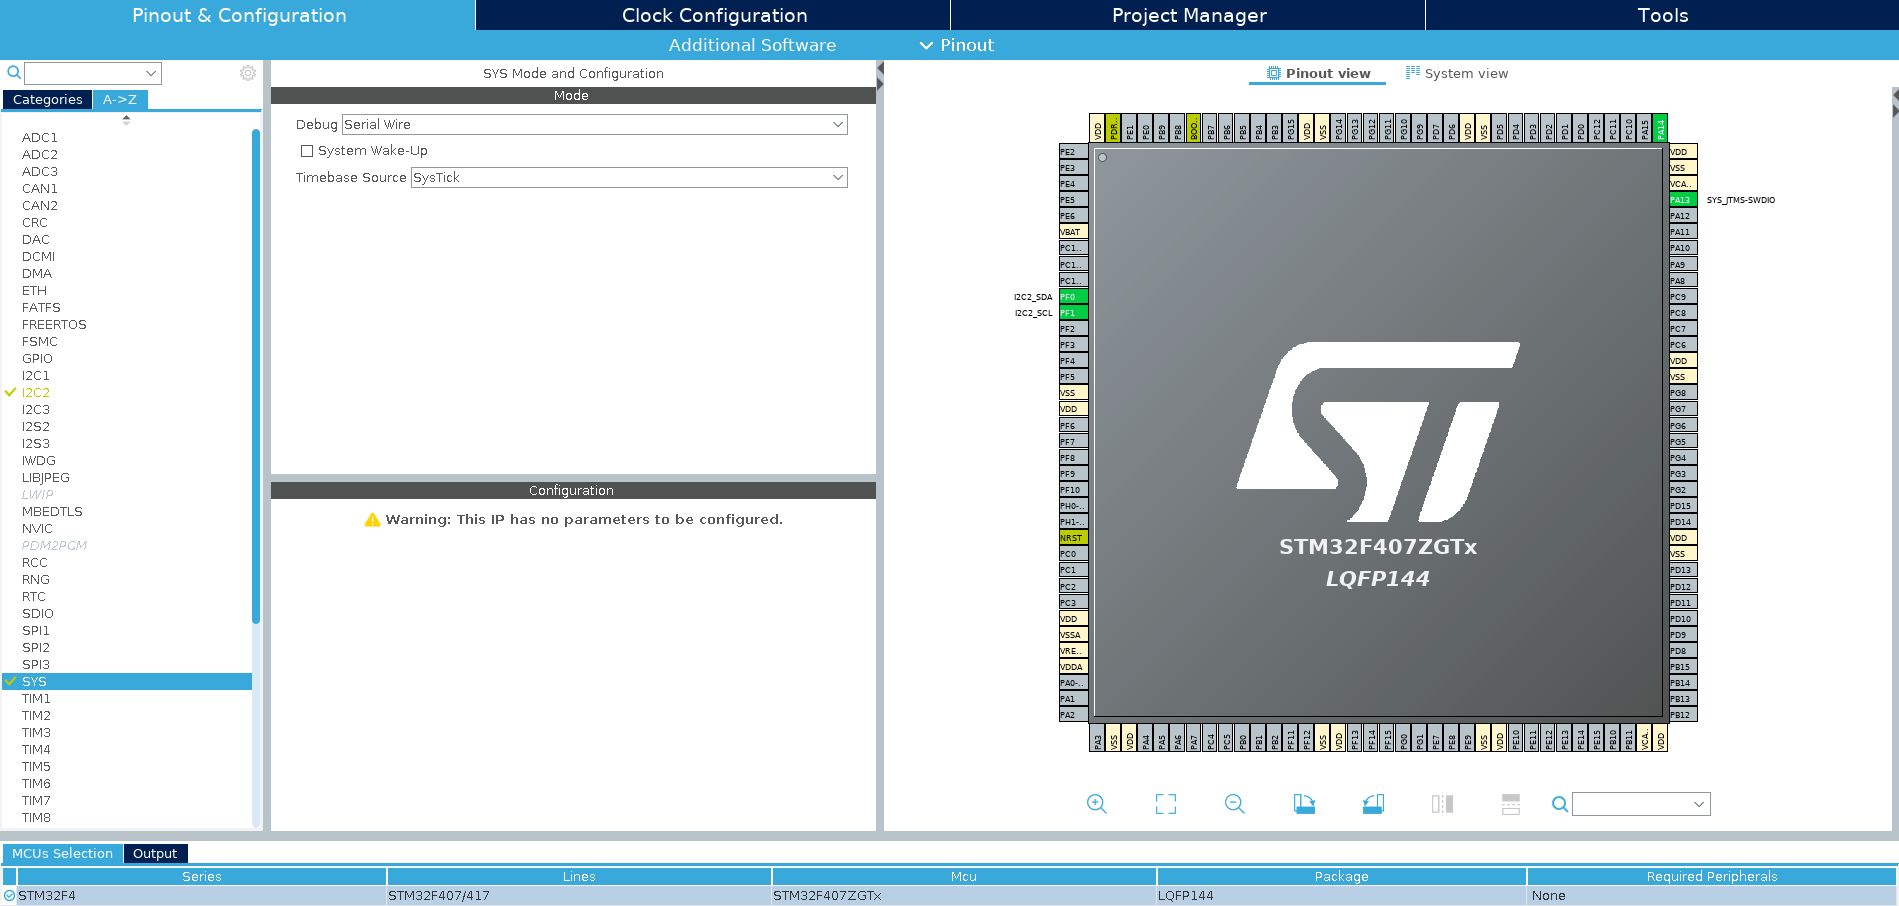 Pinout & Configuration
Clock Configuration
Project Manager
Tools
Additional Software
Pinout
Categories
A->Z
ADC1
ADC2
ADC3
CAN1
CAN2
CRC
DAC
DCMI
DMA
ETH
FATFS
FREERTOS
FSMC
GPIO
I2C1
I2C2
I2C3
I2S2
I2S3
IWDG
LIBJPEG
LWIP
MBEDTLS
NVIC
PDM2PCM
RCC
RNG
RTC
SDIO
SPI1
SPI2
SPI3
SYS
TIM1
TIM2
TIM3
TIM4
TIM5
TIM6
TIM7
TIM8
SYS Mode and Configuration
Mode
Debug Serial Wire
System Wake-Up
Timebase Source SysTick
Configuration
Warning: This IP has no parameters to be configured.
Pinout view
System view
VDD
PDR..
PE1
PE0
PB9
PB8
BOO..
PB7
PB6
PB5
PB4
PB3
PG15
VDD
VSS
PG14
PG13
PG12
PG11
PG10
PG9
PD7
PD6
VDD
VSS
PD5
PD4
PD3
PD2
PD1
PD0
PC12
PC11
PC10
PA15
PA14
PE2
PE3
PE4
PE5
PE6
VBAT
PC1..
PC1..
PC1..
I2C2_SDA PF0
I2C2_SCL PF1
PF2
PF3
PF4
PF5
VSS
VDD
PF6
PF7
PF8
PF9
PF10
PH0-..
PH1-..
NRST
PC0
PC1
PC2
PC3
VDD
VSSA
VRE..
VDDA
PA0-..
PA1
PA2
ST
STM32F407ZGTx
LQFP144
VDD
VSS
VCA..
PA13 SYS_JTMS-SWDIO
PA12
PA11
PA10
PA9
PA8
PC9
PC8
PC7
PC6
VDD
VSS
PG8
PG7
PG6
PG5
PG4
PG3
PG2
PD15
PD14
VDD
VSS
PD13
PD12
PD11
PD10
PD9
PD8
PB15
PB14
PB13
PB12
PA3
VSS
VDD
PA4
PA5
PA6
PA7
PC4
PC5
PB0
PB1
PB2
PF11
PF12
VSS
VDD
PF13
PF14
PF15
PG0
PG1
PE7
PE8
PE9
VSS
VDD
PE10
PE11
PE12
PE13
PE14
PE15
PB10
PB11
VCA..
VDD
MCUs Selection
Output
Series Lines Mcu Package Required Peripherals
STM32F4 STM32F407/417 STM32F407ZGTx LQFP144 None